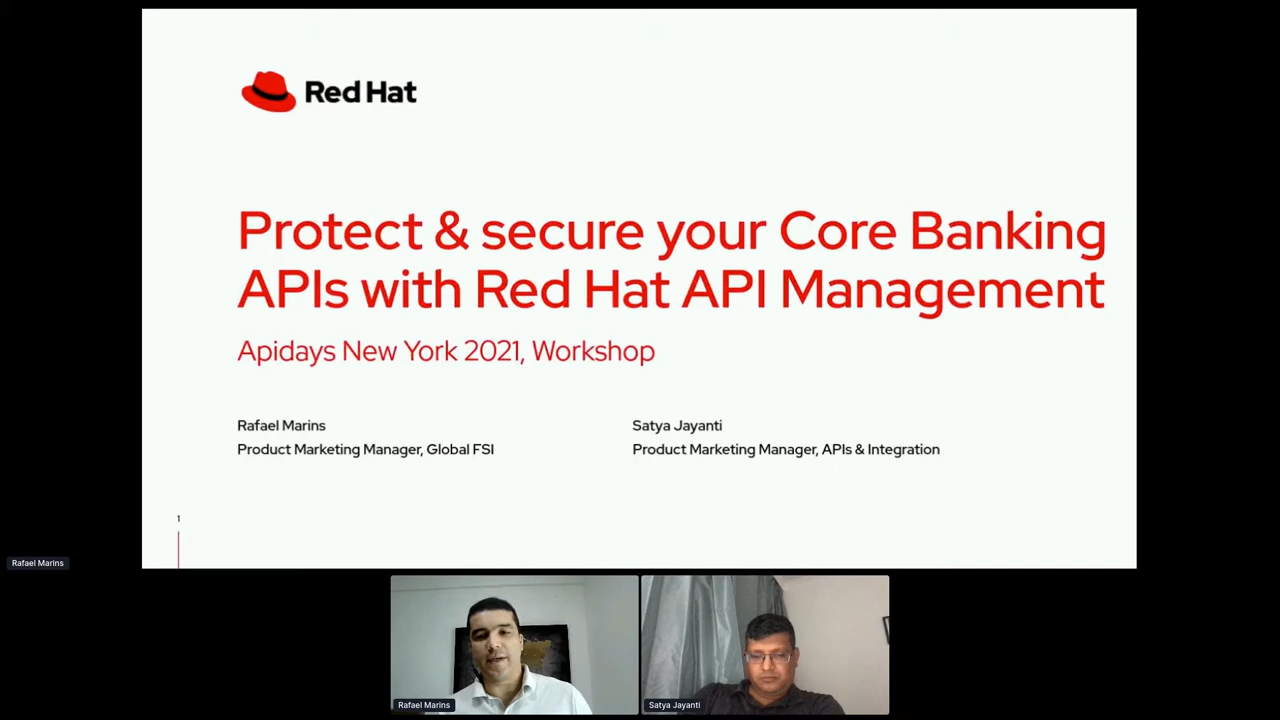 Red Hat
Protect & secure your Core Banking
APIs with Red Hat API Management
Apidays New York 2021, Workshop
Rafael Marins
Product Marketing Manager, Global FSI
Satya Jayanti
Product Marketing Manager, APIs & Integration
1
Rafael Marins
Rafael Marins
Satya Jayanti